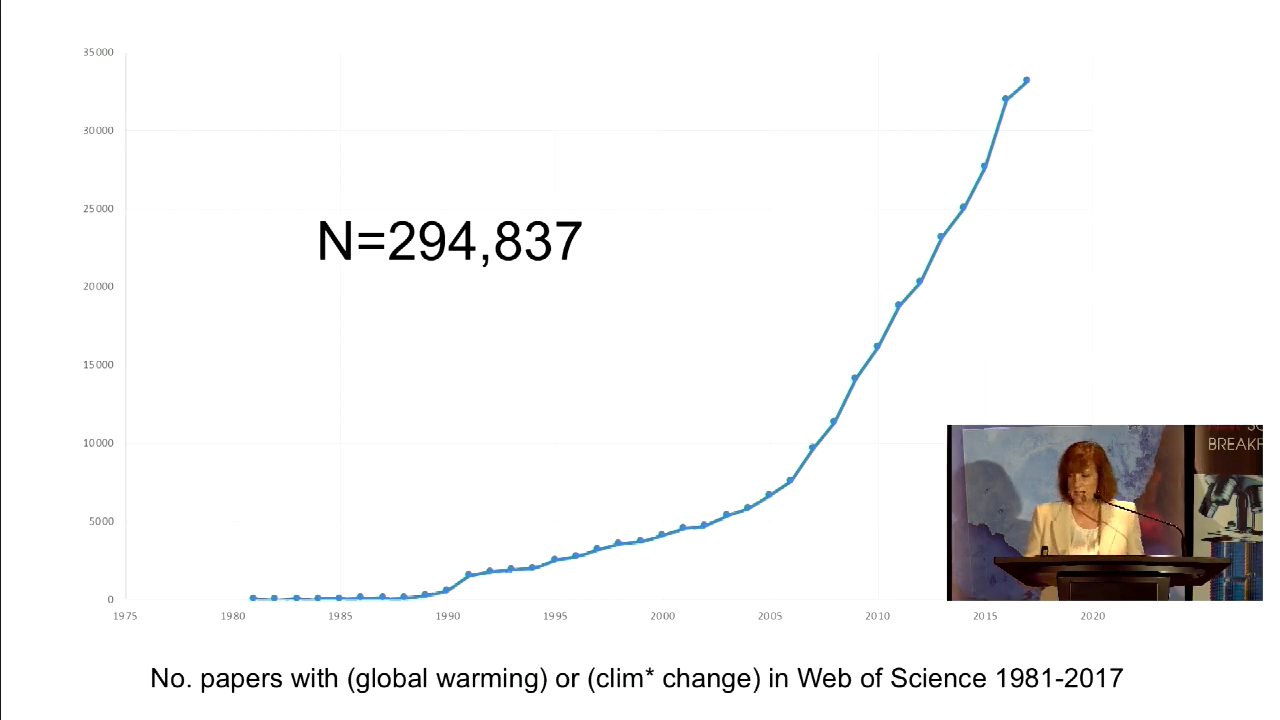 35000
30000
N=294,837
25000
20000
15000
10000
5000
0
1975 1980 1985 1990 1995 2000 2005 2010 2015 2020
No. papers with (global warming) or (clim* change) in Web of Science 1981-2017